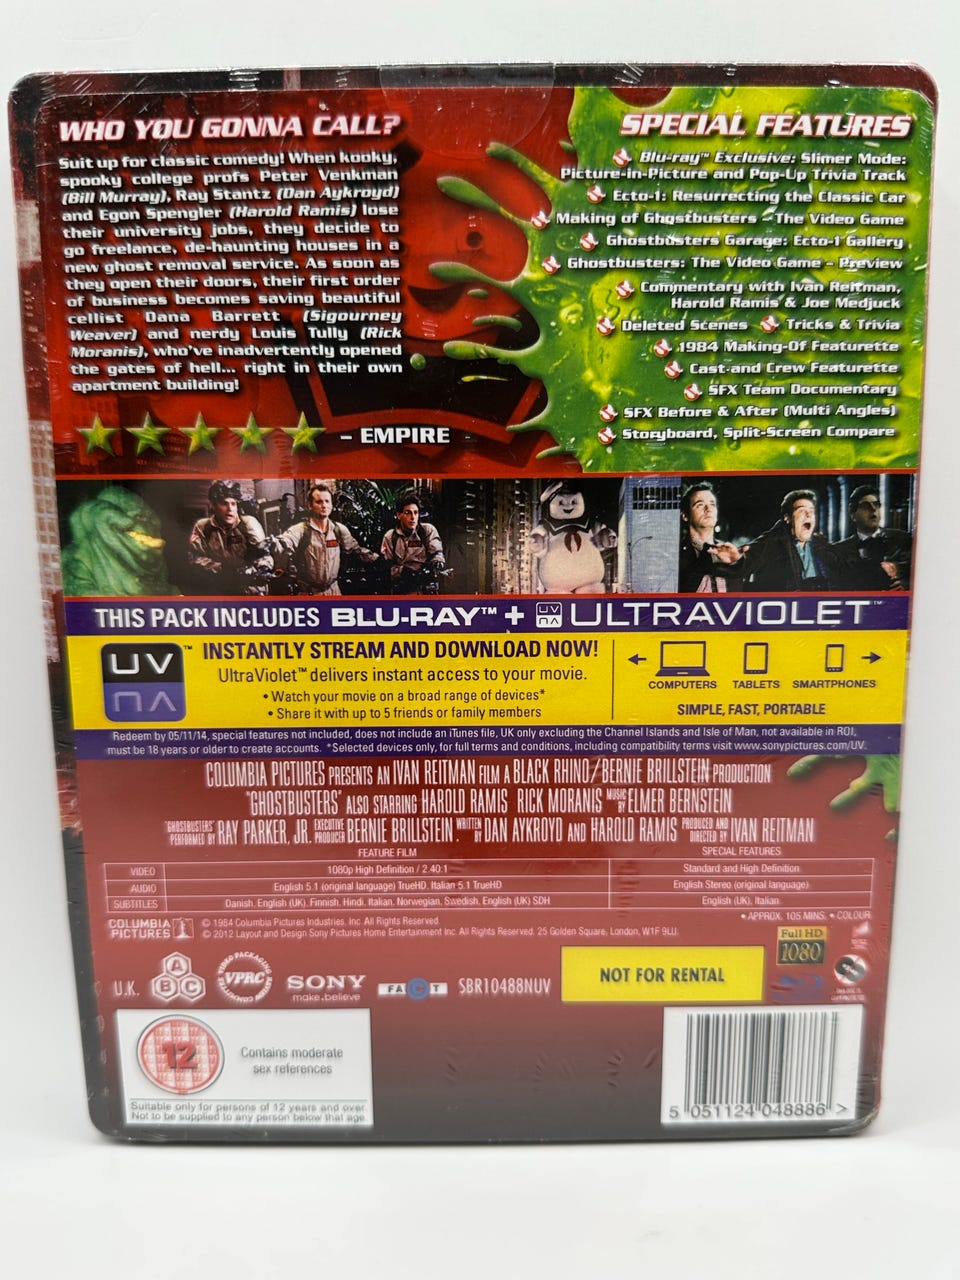 WHO YOU GONNA CALL?
Suit up for classic comedy! When kooky,
spooky college profs Peter Venkman
(Bill Murray), Ray Stantz (Dan Aykroyd)
and Egon Spengler (Harold Ramis) lose
their university jobs, they decide to
go freelance, de-haunting houses in a
new ghost removal service. As soon as
they open their doors, their first order
of business becomes saving beautiful
cellist Dana Barrett (Sigourney
Weaver) and nerdy Louis Tully (Rick
Moranis), who've inadvertently opened
the gates of hell... right in their own
apartment building!
- EMPIRE -
SPECIAL FEATURES
Blu-ray™ Exclusive: Slimer Mode:
Picture-in-Picture and Pop-Up Trivia Track
Ecto-1: Resurrecting the Classic Car
Making of Ghostbusters - The Video Game
Ghostbusters Garage: Ecto-1 Gallery
Ghostbusters: The Video Game - Preview
Commentary with Ivan Reitman,
Harold Ramis & Joe Medjuck
Deleted Scenes Tricks & Trivia
1984 Making-Of Featurette
Cast and Crew Featurette
SFX Team Documentary
SFX Before & After (Multi Angles)
Storyboard, Split-Screen Compare
THIS PACK INCLUDES BLU-RAY™ + UV ULTRAVIOLET™
UV™
INSTANTLY STREAM AND DOWNLOAD NOW!
UltraViolet™ delivers instant access to your movie.
• Watch your movie on a broad range of devices*
• Share it with up to 5 friends or family members
COMPUTERS TABLETS SMARTPHONES
SIMPLE, FAST, PORTABLE
Redeem by 05/11/14, special features not included, does not include an iTunes file, UK only excluding the Channel Islands and Isle of Man, not available in ROI,
must be 18 years or older to create accounts. *Selected devices only, for full terms and conditions, including compatibility terms visit www.sonypictures.com/UV.
COLUMBIA PICTURES PRESENTS AN IVAN REITMAN FILM A BLACK RHINO/BERNIE BRILLSTEIN PRODUCTION
"GHOSTBUSTERS" ALSO STARRING HAROLD RAMIS RICK MORANIS MUSIC BY ELMER BERNSTEIN
"GHOSTBUSTERS" PERFORMED BY RAY PARKER, JR. EXECUTIVE PRODUCER BERNIE BRILLSTEIN WRITTEN BY DAN AYKROYD AND HAROLD RAMIS PRODUCED AND DIRECTED BY IVAN REITMAN
FEATURE FILM SPECIAL FEATURES
VIDEO 1080p High Definition / 2.40:1 Standard and High Definition
AUDIO English 5.1 (original language) TrueHD, Italian 5.1 TrueHD English Stereo (original language)
SUBTITLES Danish, English (UK), Finnish, Hindi, Italian, Norwegian, Swedish, English (UK) SDH English (UK), Italian
• APPROX. 105 MINS. • COLOUR
COLUMBIA PICTURES
© 1984 Columbia Pictures Industries, Inc. All Rights Reserved.
© 2012 Layout and Design Sony Pictures Home Entertainment Inc. All Rights Reserved. 25 Golden Square, London, W1F 9LU.
Full HD 1080
U.K.
A B C
VIDEO PACKAGING REVIEW COMMITTEE VPRC
SONY
make.believe
FACT
SBR10488NUV
NOT FOR RENTAL
12
Contains moderate
sex references
Suitable only for persons of 12 years and over.
Not to be supplied to any person below that age.
5 051124 048886 >